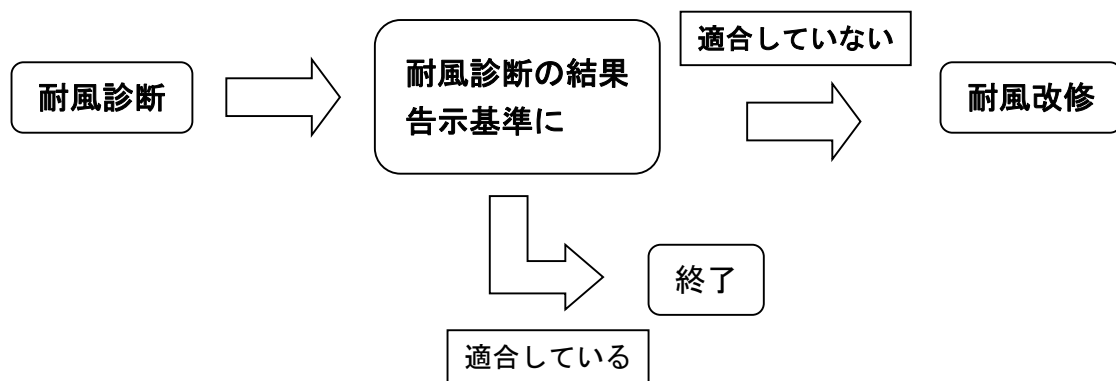 耐風診断
耐風診断の結果
告示基準に
適合していない
耐風改修
終了
適合している